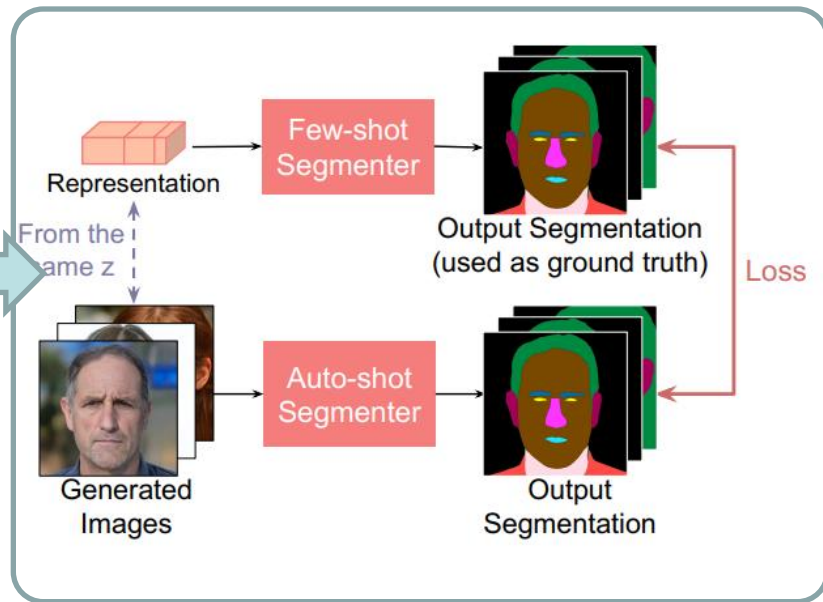 Few-shot
Segmenter
Representation
From the
ame z
Output Segmentation
(used as ground truth)
Loss
Auto-shot
Segmenter
Generated
Images
Output
Segmentation